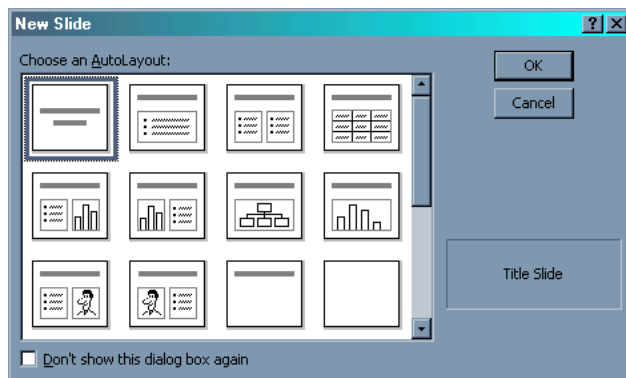 New Slide
Choose an AutoLayout:
OK
Cancel
Title Slide
Don't show this dialog box again